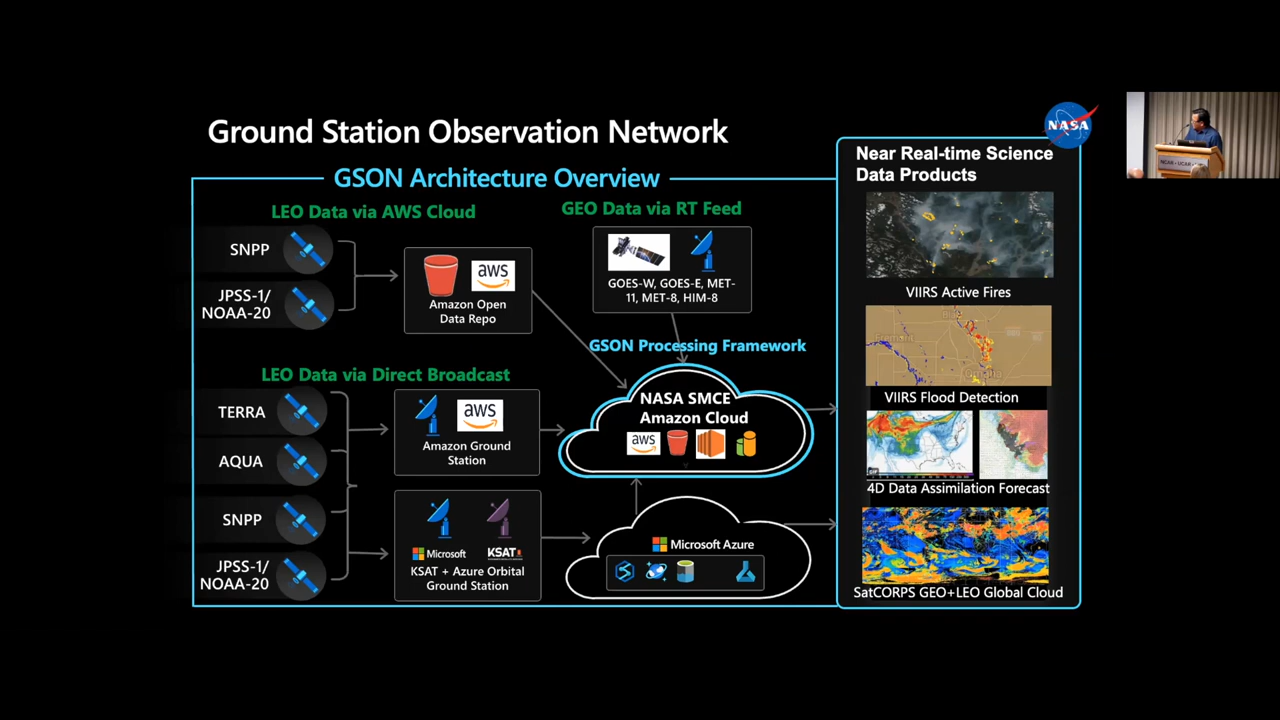 Ground Station Observation Network
NASA
GSON Architecture Overview
LEO Data via AWS Cloud
SNPP
JPSS-1/
NOAA-20
aws
Amazon Open
Data Repo
GEO Data via RT Feed
GOES-W, GOES-E, MET-
11, MET-8, HIM-8
GSON Processing Framework
LEO Data via Direct Broadcast
TERRA
AQUA
SNPP
JPSS-1/
NOAA-20
aws
Amazon Ground
Station
Microsoft
KSAT
KSAT + Azure Orbital
Ground Station
NASA SMCE
Amazon Cloud
aws
Microsoft Azure
Near Real-time Science
Data Products
VIIRS Active Fires
Fremont
Omaha
VIIRS Flood Detection
4D Data Assimilation Forecast
SatCORPS GEO+LEO Global Cloud
NCAR • UCAR